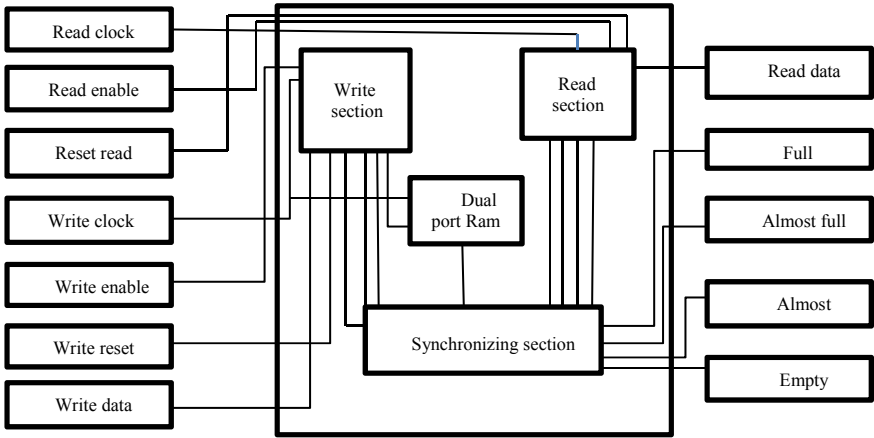 Read clock
Read enable
Reset read
Write clock
Write enable
Write reset
Write data
Write
section
Read
section
Dual
port Ram
Synchronizing section
Read data
Full
Almost full
Almost
Empty